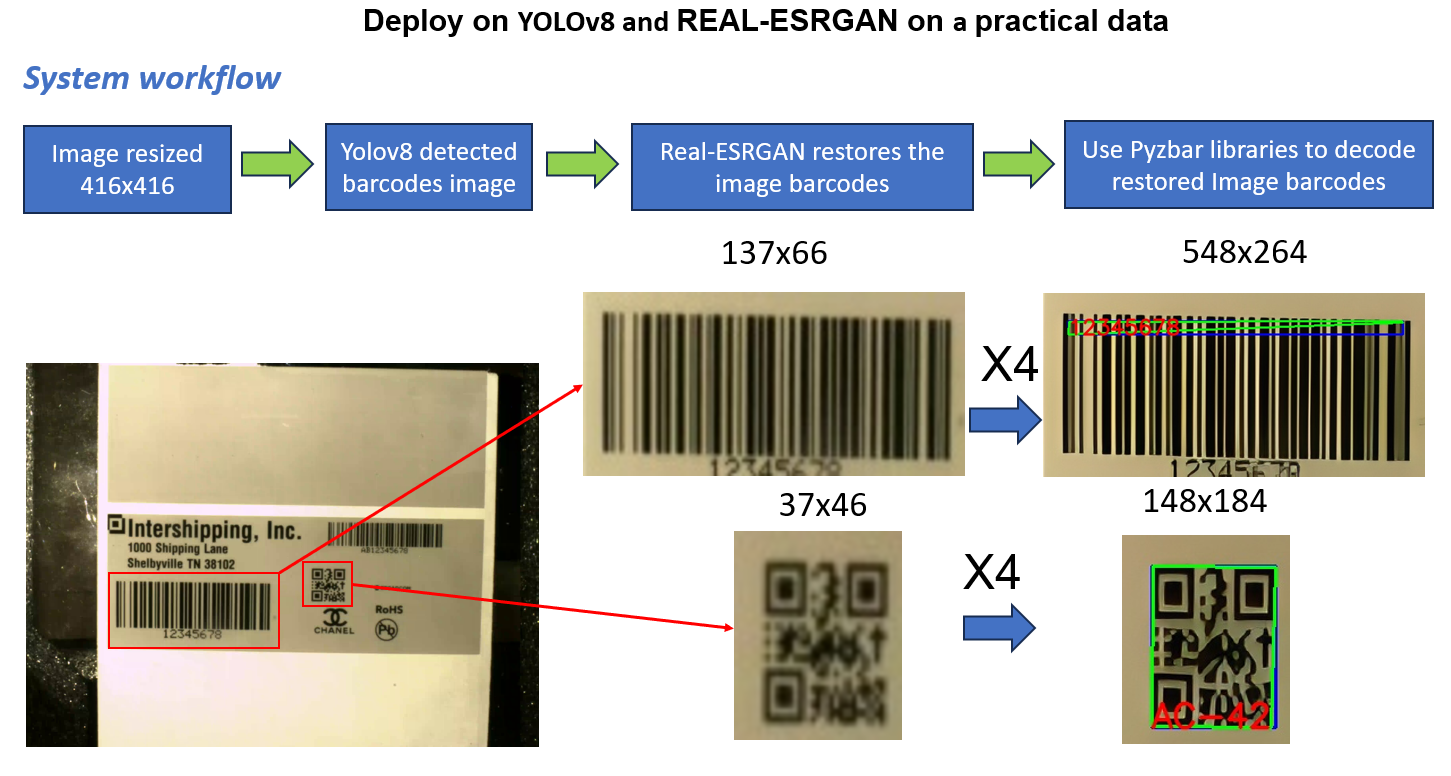 Deploy on YOLOv8 and REAL-ESRGAN on a practical data
System workflow
Image resized
416x416
Yolov8 detected
barcodes image
Real-ESRGAN restores the
image barcodes
Use Pyzbar libraries to decode
restored Image barcodes
137x66
548x264
12345678
X4
12345678
12345678
37x46
148x184
Intershipping, Inc.
1000 Shipping Lane
Shelbyville TN 38102
AB12345678
12345678
RoHS
CHANEL
Pb
X4
AC-42